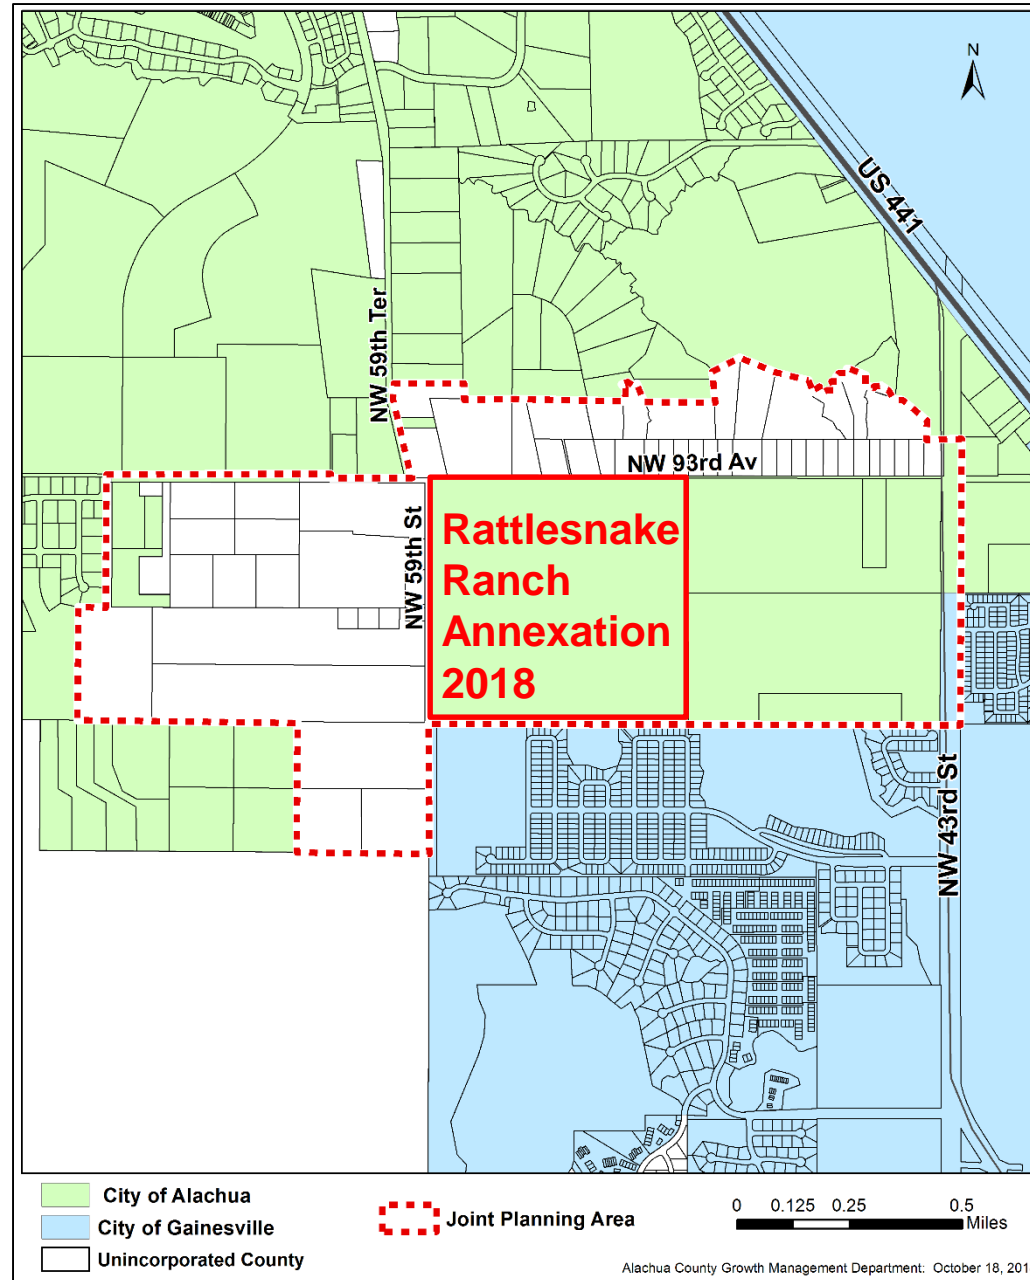 N
US 441
NW 59th Ter
NW 93rd Av
NW 59th St
Rattlesnake
Ranch
Annexation
2018
NW 43rd St
City of Alachua
City of Gainesville
Unincorporated County
Joint Planning Area
0 0.125 0.25 0.5
Miles
Alachua County Growth Management Department: October 18, 201